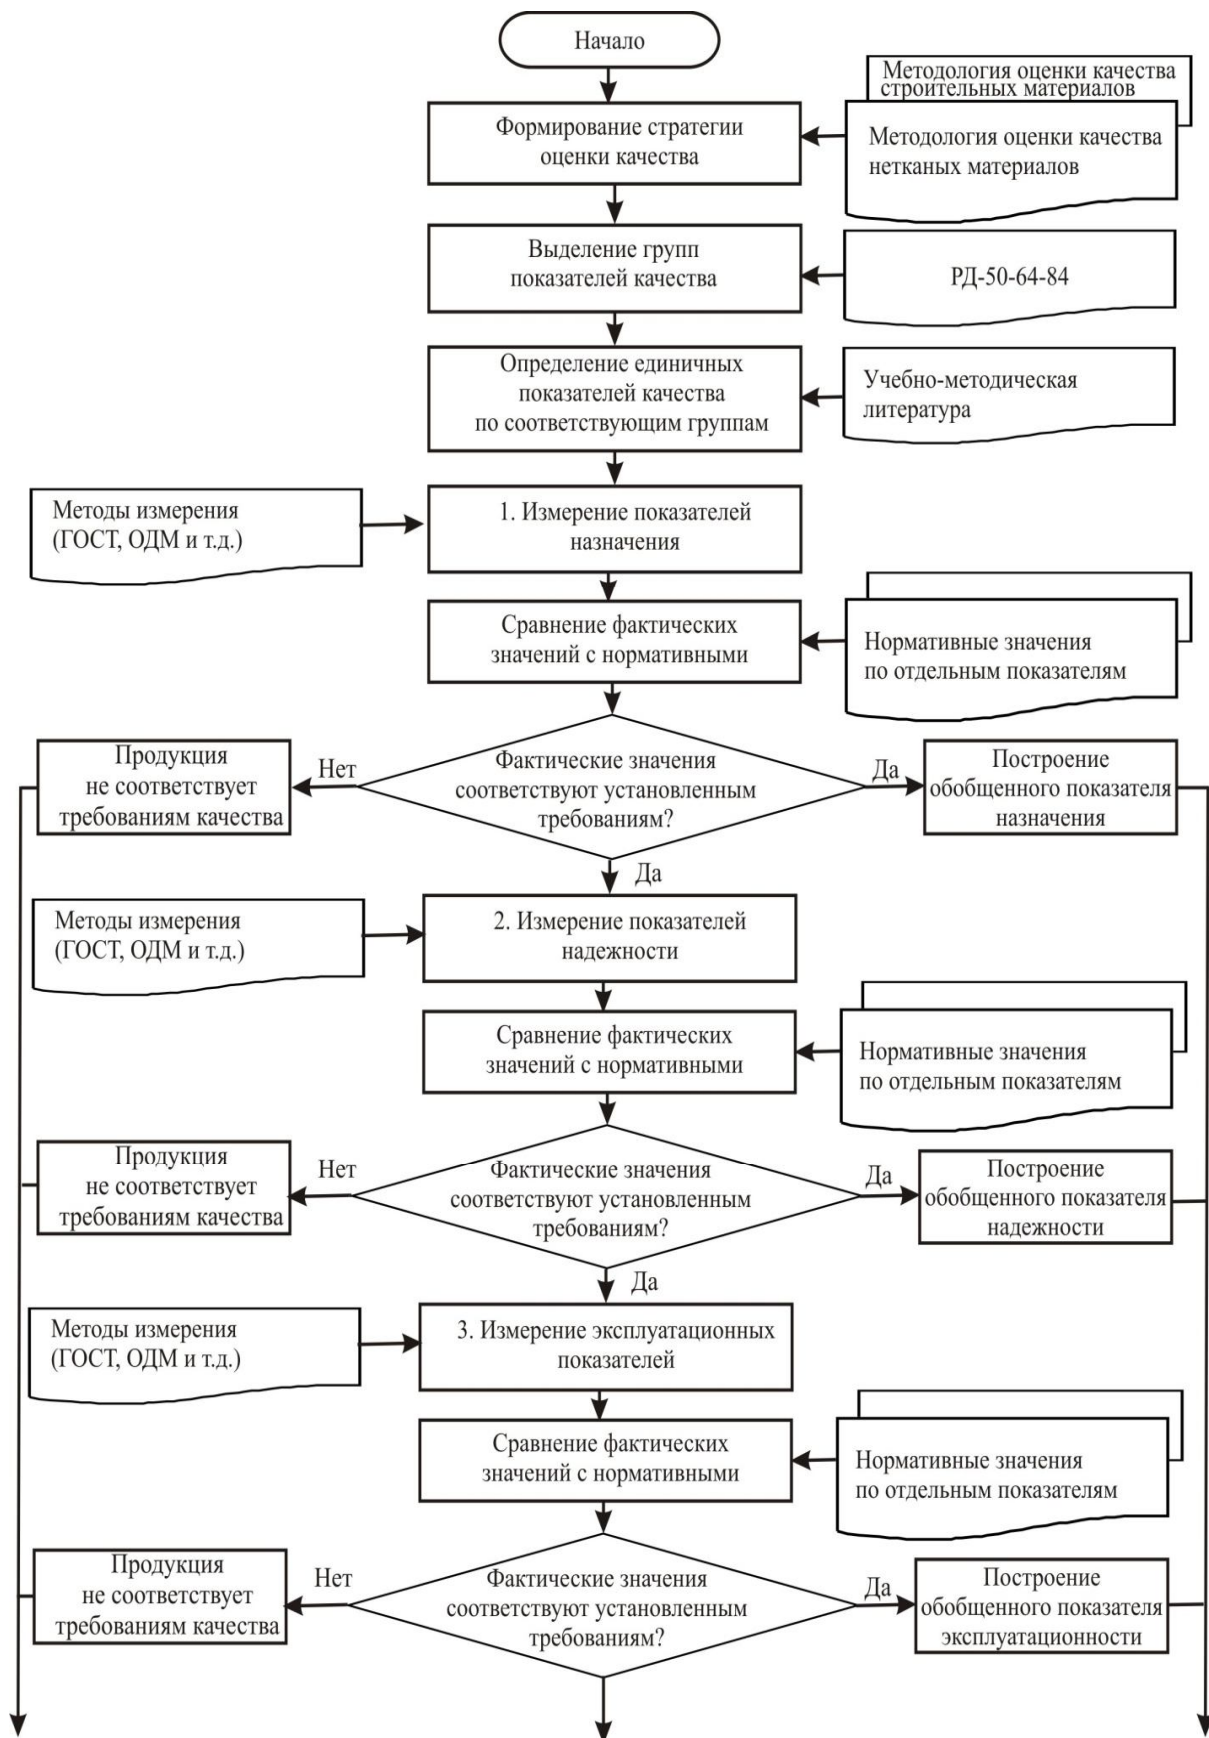 Начало
Методология оценки качества
строительных материалов
Формирование стратегии
оценки качества
Методология оценки качества
нетканых материалов
Выделение групп
показателей качества
РД-50-64-84
Определение единичных
показателей качества
по соответствующим группам
Учебно-методическая
литература
Методы измерения
(ГОСТ, ОДМ и т.д.)
1. Измерение показателей
назначения
Сравнение фактических
значений с нормативными
Нормативные значения
по отдельным показателям
Продукция
не соответствует
требованиям качества
Нет
Фактические значения
соответствуют установленным
требованиям?
Да
Построение
обобщенного показателя
назначения
Да
Методы измерения
(ГОСТ, ОДМ и т.д.)
2. Измерение показателей
надежности
Сравнение фактических
значений с нормативными
Нормативные значения
по отдельным показателям
Продукция
не соответствует
требованиям качества
Нет
Фактические значения
соответствуют установленным
требованиям?
Да
Построение
обобщенного показателя
надежности
Да
Методы измерения
(ГОСТ, ОДМ и т.д.)
3. Измерение эксплуатационных
показателей
Сравнение фактических
значений с нормативными
Нормативные значения
по отдельным показателям
Продукция
не соответствует
требованиям качества
Нет
Фактические значения
соответствуют установленным
требованиям?
Да
Построение
обобщенного показателя
эксплуатационности